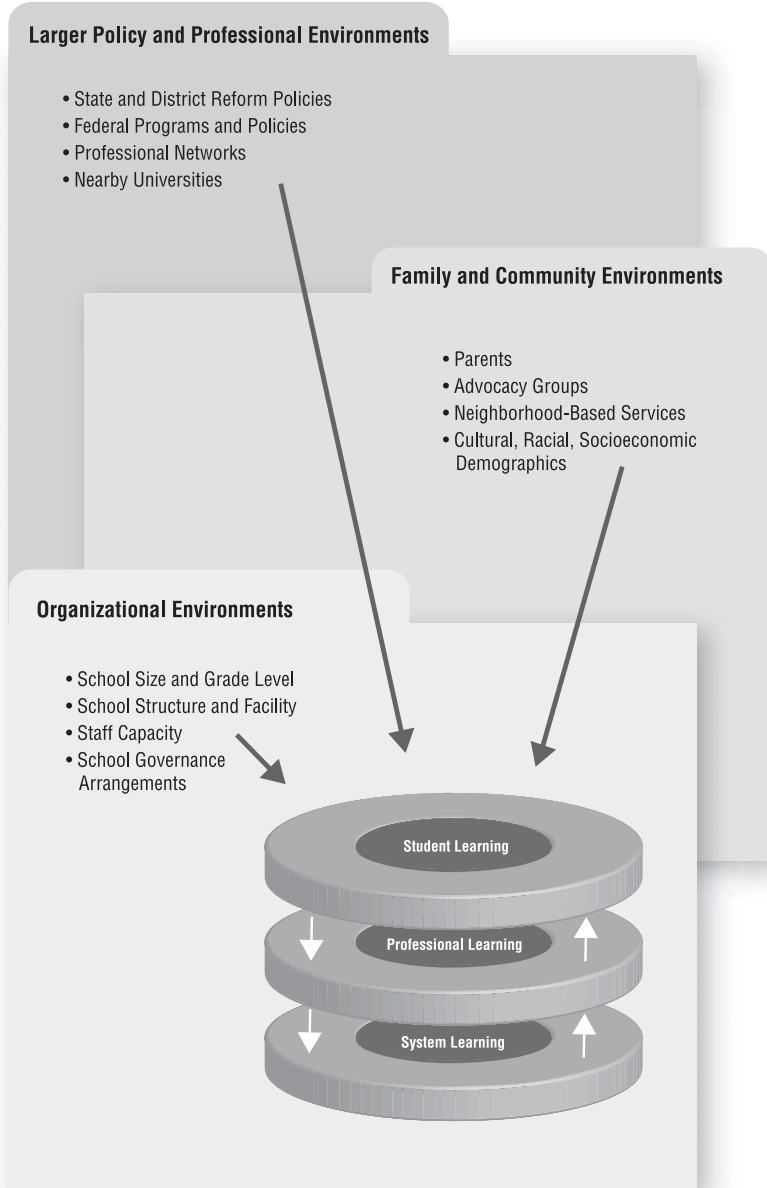 Larger Policy and Professional Environments
• State and District Reform Policies
• Federal Programs and Policies
• Professional Networks
• Nearby Universities
Family and Community Environments
• Parents
• Advocacy Groups
• Neighborhood-Based Services
• Cultural, Racial, Socioeconomic
Demographics
Organizational Environments
• School Size and Grade Level
• School Structure and Facility
• Staff Capacity
• School Governance
Arrangements
Student Learning
Professional Learning
System Learning